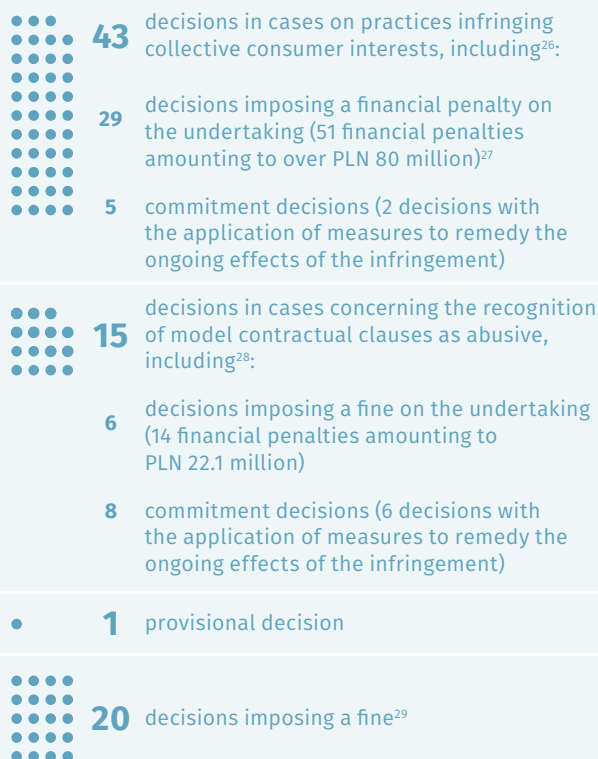 43 decisions in cases on practices infringing
collective consumer interests, including²⁶:
29 decisions imposing a financial penalty on
the undertaking (51 financial penalties
amounting to over PLN 80 million)²⁷
5 commitment decisions (2 decisions with
the application of measures to remedy the
ongoing effects of the infringement)
15 decisions in cases concerning the recognition
of model contractual clauses as abusive,
including²⁸:
6 decisions imposing a fine on the undertaking
(14 financial penalties amounting to
PLN 22.1 million)
8 commitment decisions (6 decisions with
the application of measures to remedy the
ongoing effects of the infringement)
1 provisional decision
20 decisions imposing a fine²⁹